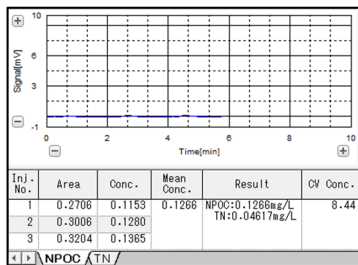 10
6
2
-1
Signal[mV]
0 2 4 6 8 10
Time[min]
Inj. No. Area Conc. Mean Conc. Result CV Conc.
1 0.2706 0.1153 0.1266 NPOC:0.1266mg/L 8.44
TN:0.04617mg/L
2 0.3006 0.1280
3 0.3204 0.1365
NPOC TN